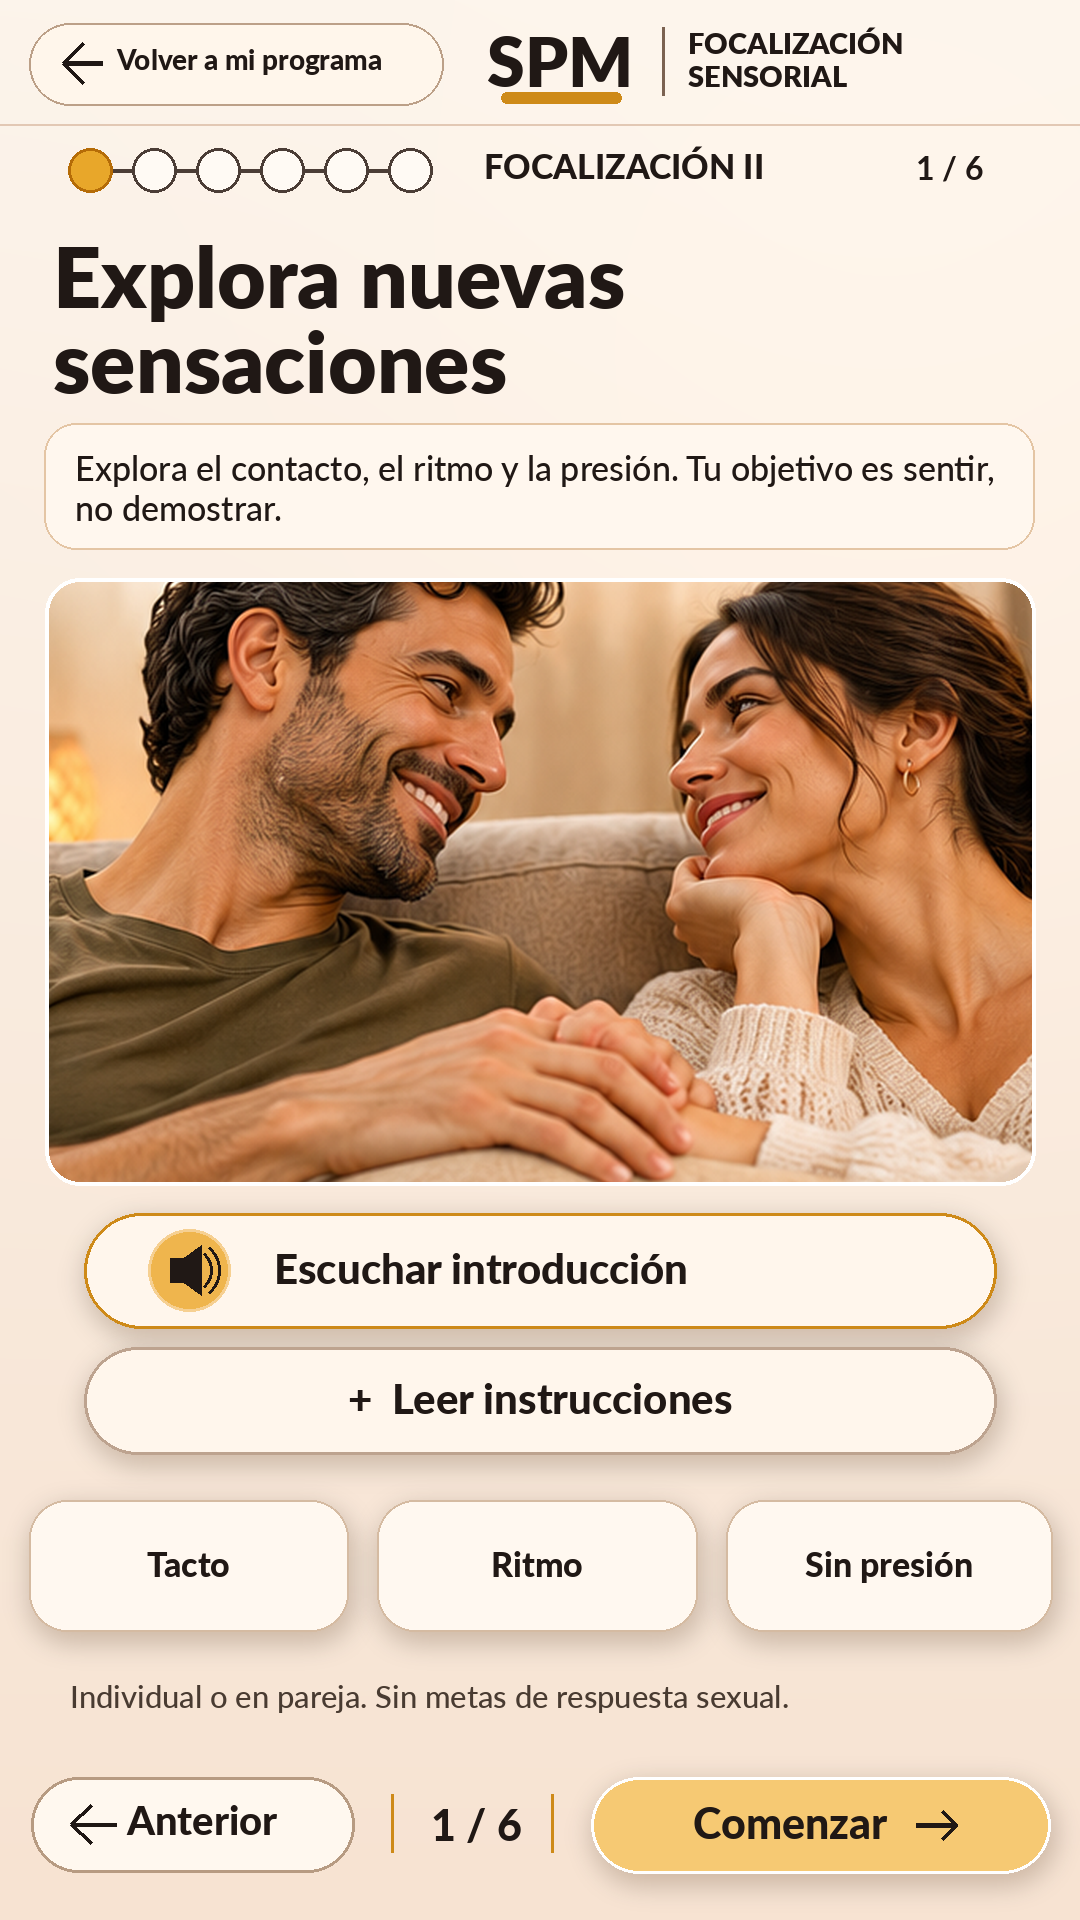 Volver a mi programa
SPM
FOCALIZACIÓN
SENSORIAL
FOCALIZACIÓN II
1 / 6
Explora nuevas
sensaciones
Explora el contacto, el ritmo y la presión. Tu objetivo es sentir,
no demostrar.
Escuchar introducción
+ Leer instrucciones
Tacto
Ritmo
Sin presión
Individual o en pareja. Sin metas de respuesta sexual.
Anterior
1 / 6
Comenzar